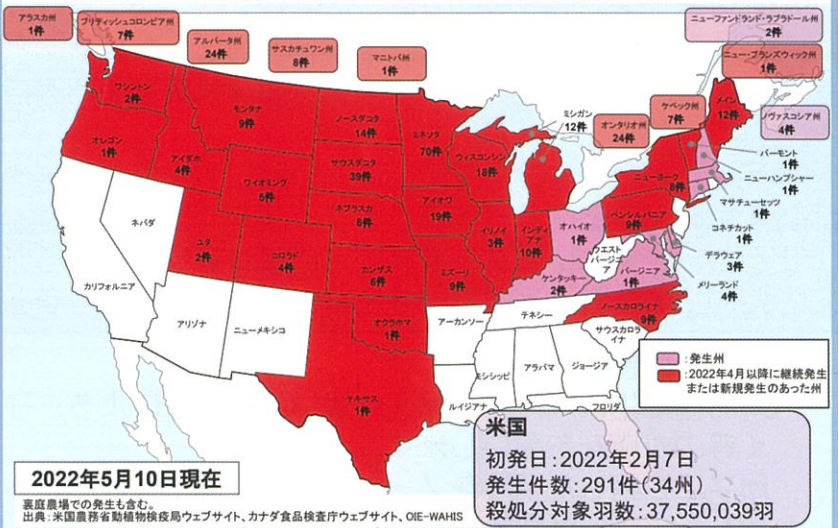 アラスカ州
1件
ブリティッシュコロンビア州
7件
アルバータ州
24件
サスカチュワン州
8件
マニトバ州
1件
オンタリオ州
24件
ケベック州
7件
ニューファンドランド・ラブラドール州
2件
ニュー・ブランズウィック州
1件
ノヴァスコシア州
4件
ワシントン
2件
オレゴン
1件
アイダホ
4件
モンタナ
9件
ワイオミング
5件
ノースダコタ
14件
サウスダコタ
39件
ネブラスカ
8件
ミネソタ
70件
ウィスコンシン
18件
ミシガン
12件
アイオワ
19件
イリノイ
3件
インディ
アナ
10件
オハイオ
1件
ケンタッキー
2件
ユタ
2件
コロラド
4件
カンザス
6件
ミズーリ
9件
オクラホマ
1件
テキサス
1件
ネバダ
カリフォルニア
アリゾナ
ニューメキシコ
アーカンソー
テネシー
ミシシッピ
アラバマ
ジョージア
ルイジアナ
フロリダ
サウスカロラ
イナ
ノースカロライナ
9件
ウエスト
バージニ
ア
バージニア
1件
ペンシルバニア
9件
ニューヨーク
8件
メイン
12件
バーモント
1件
ニューハンプシャー
1件
マサチューセッツ
1件
コネチカット
1件
デラウェア
3件
メリーランド
4件
:発生州
:2022年4月以降に継続発生
または新規発生のあった州
米国
初発日:2022年2月7日
発生件数:291件(34州)
殺処分対象羽数:37,550,039羽
2022年5月10日現在
裏庭農場での発生も含む。
出典:米国農務省動植物検疫局ウェブサイト、カナダ食品検査庁ウェブサイト、OIE-WAHIS